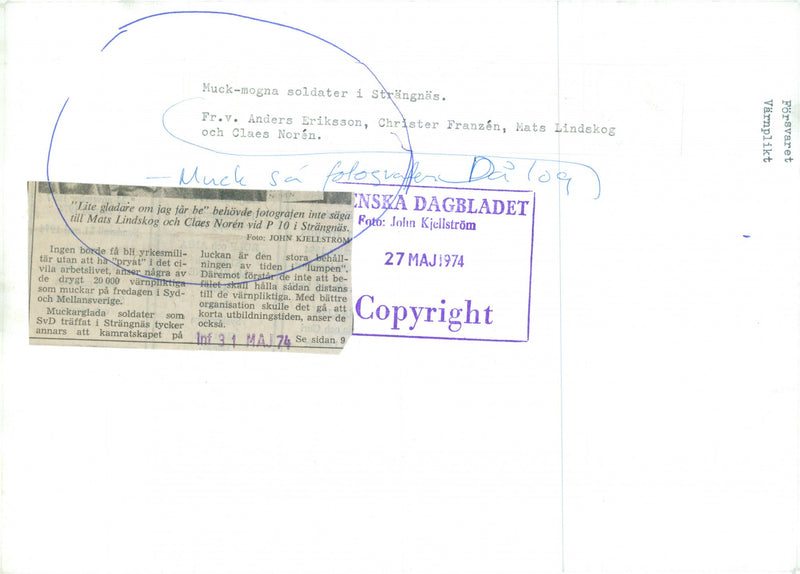 Muck-mogna soldater i Strängnäs.
Fr.v. Anders Eriksson, Christer Franzén, Mats Lindskog
och Claes Norén.
Försvaret
Värnplikt
— Muck sa fotografen. Då log
"Lite gladare om jag får be" behövde fotografen inte säga
till Mats Lindskog och Claes Norén vid P 10 i Strängnäs.
Foto: JOHN KJELLSTRÖM
Ingen borde få bli yrkesmili-
tär utan att ha "pryat" i det ci-
vila arbetslivet, anser några av
de drygt 20 000 värnpliktiga
som muckar på fredagen i Syd-
och Mellansverige.
Muckarglada soldater som
SvD träffat i Strängnäs tycker
annars att kamratskapet på
luckan är den stora behåll-
ningen av tiden i "lumpen".
Däremot förstår de inte att be-
fälet skall hålla sådan distans
till de värnpliktiga. Med bättre
organisation skulle det gå att
korta utbildningstiden, anser de
också.
Se sidan 9
Inf 31 MAJ 74
ENSKA DAGBLADET
Foto: John Kjellström
27 MAJ 1974
Copyright